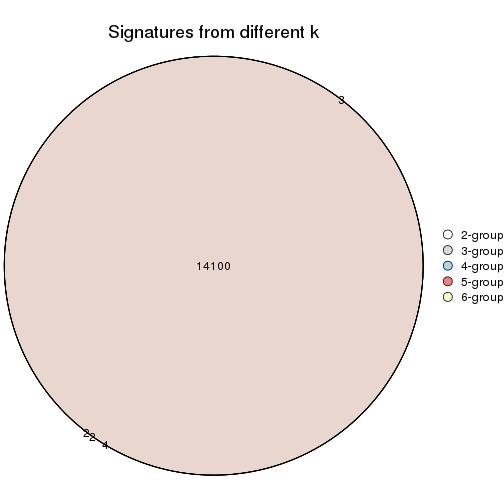 Signatures from different k
3
14100
2-group
3-group
4-group
5-group
6-group
2
2
4